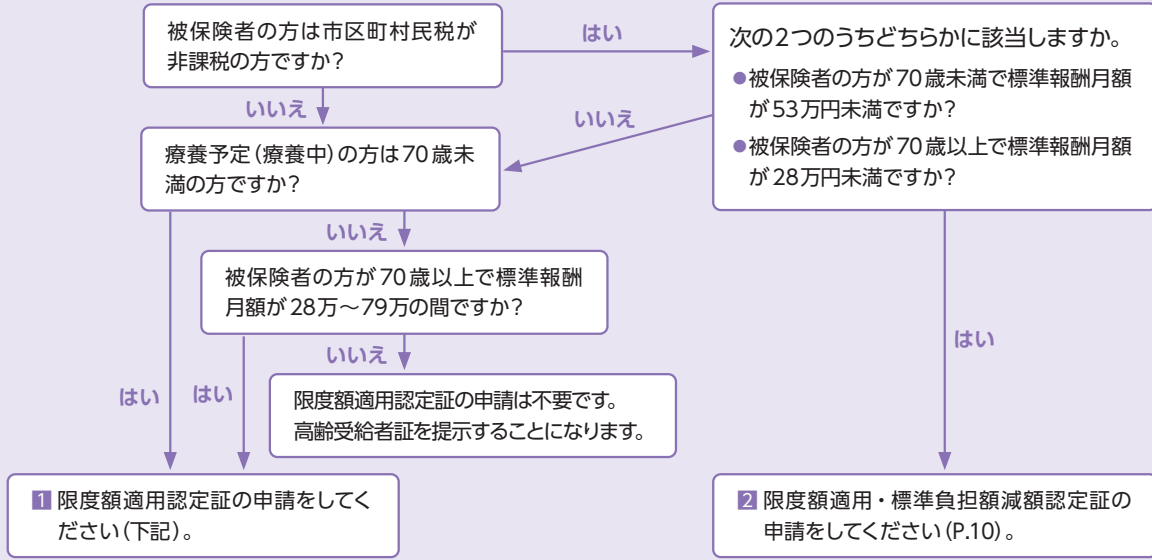 被保険者の方は市区町村民税が
非課税の方ですか?
はい
次の2つのうちどちらかに該当しますか。
●被保険者の方が70歳未満で標準報酬月額
が53万円未満ですか?
●被保険者の方が70歳以上で標準報酬月額
が28万円未満ですか?
いいえ
いいえ
療養予定(療養中)の方は70歳未
満の方ですか?
いいえ
被保険者の方が70歳以上で標準報酬
月額が28万〜79万の間ですか?
いいえ
はい
はい
はい
限度額適用認定証の申請は不要です。
高齢受給者証を提示することになります。
1 限度額適用認定証の申請をしてく
ださい(下記)。
2 限度額適用・標準負担額減額認定証の
申請をしてください(P.10)。